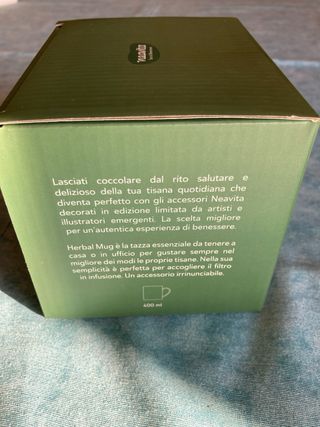 neavita
Lasciati coccolare dal rito salutare e
delizioso della tua tisana quotidiana che
diventa perfetto con gli accessori Neavita
decorati in edizione limitata da artisti e
illustratori emergenti. La scelta migliore
per un'autentica esperienza di benessere.
Herbal Mug è la tazza essenziale da tenere a
casa o in ufficio per gustare sempre nel
migliore dei modi le proprie tisane. Nella sua
semplicità è perfetta per accogliere il filtro
in infusione. Un accessorio irrinunciabile.
400 ml